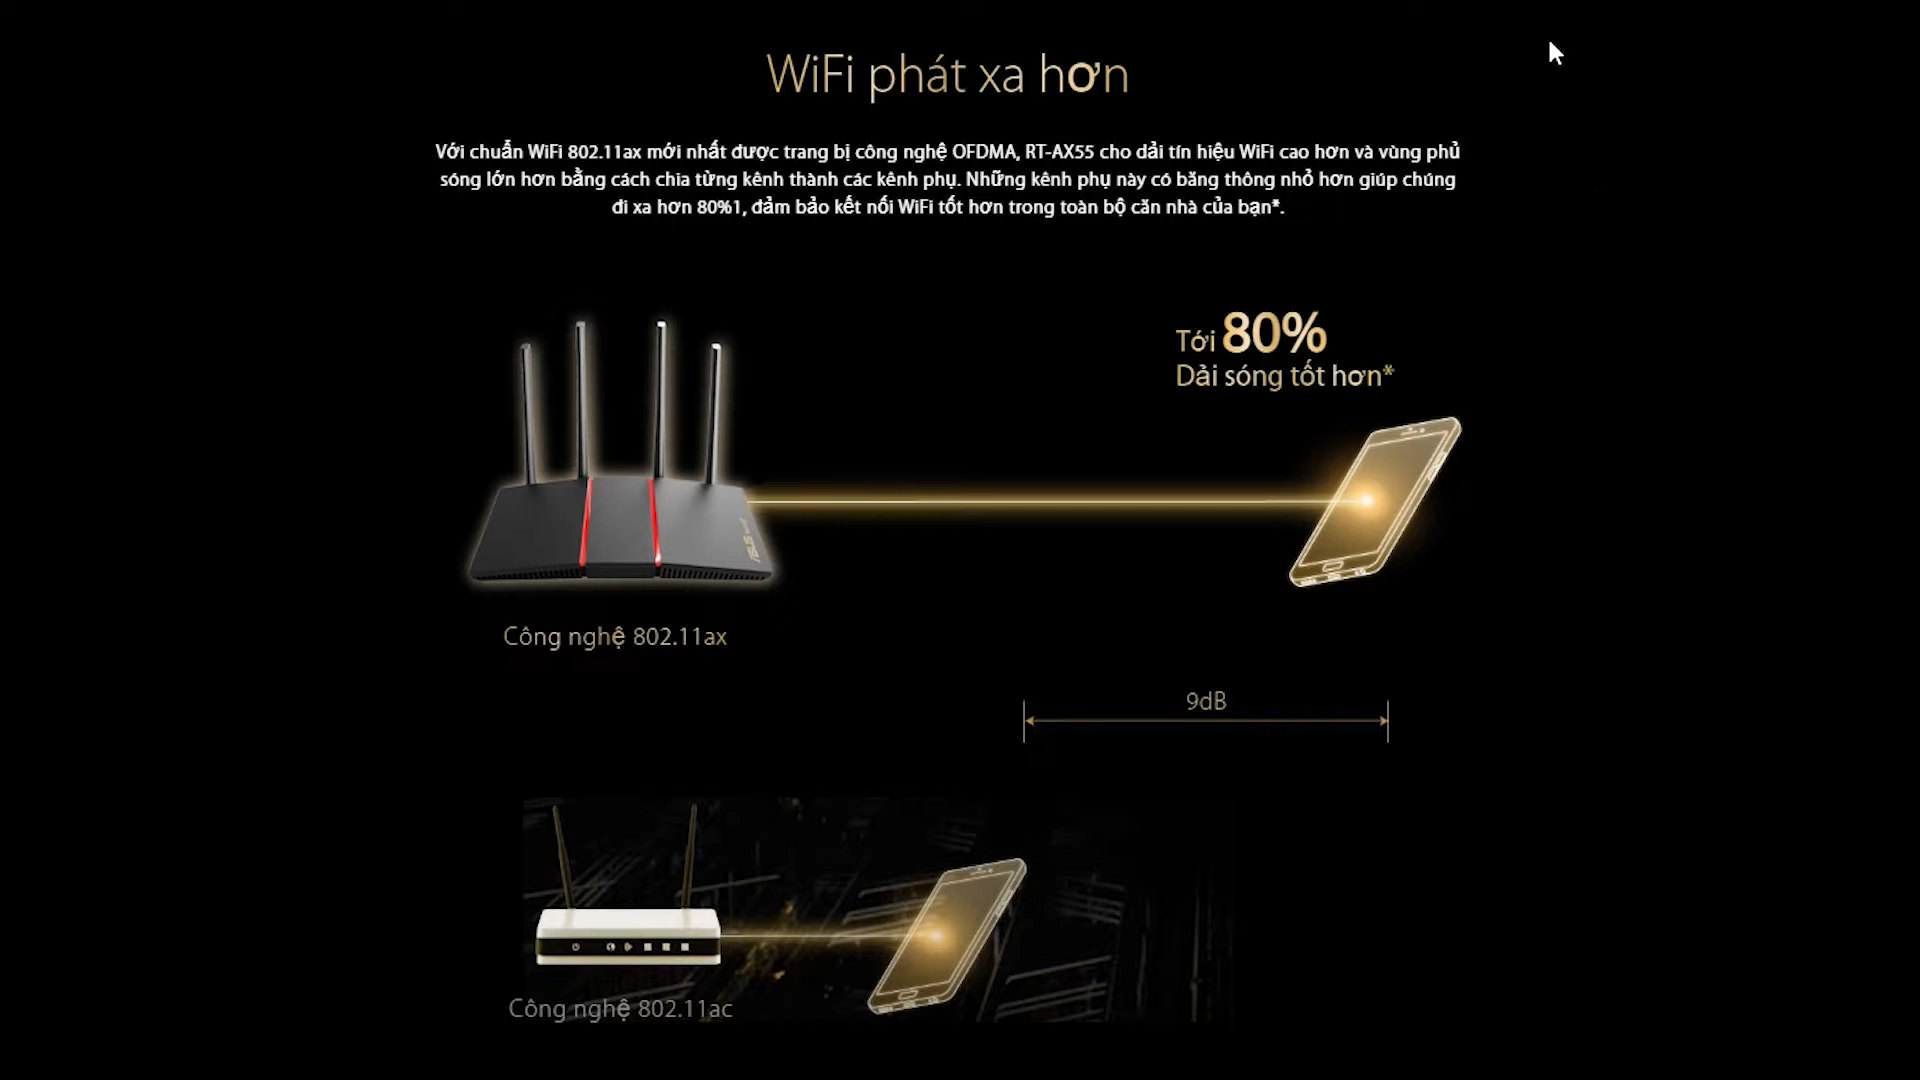 WiFi phát xa hơn
Với chuẩn WiFi 802.11ax mới nhất được trang bị công nghệ OFDMA, RT-AX55 cho dải tín hiệu WiFi cao hơn và vùng phủ
sóng lớn hơn bằng cách chia từng kênh thành các kênh phụ. Những kênh phụ này có băng thông nhỏ hơn giúp chúng
đi xa hơn 80%1, đảm bảo kết nối WiFi tốt hơn trong toàn bộ căn nhà của bạn*.
Tới 80%
Dải sóng tốt hơn*
ASUS
Công nghệ 802.11ax
9dB
Công nghệ 802.11ac